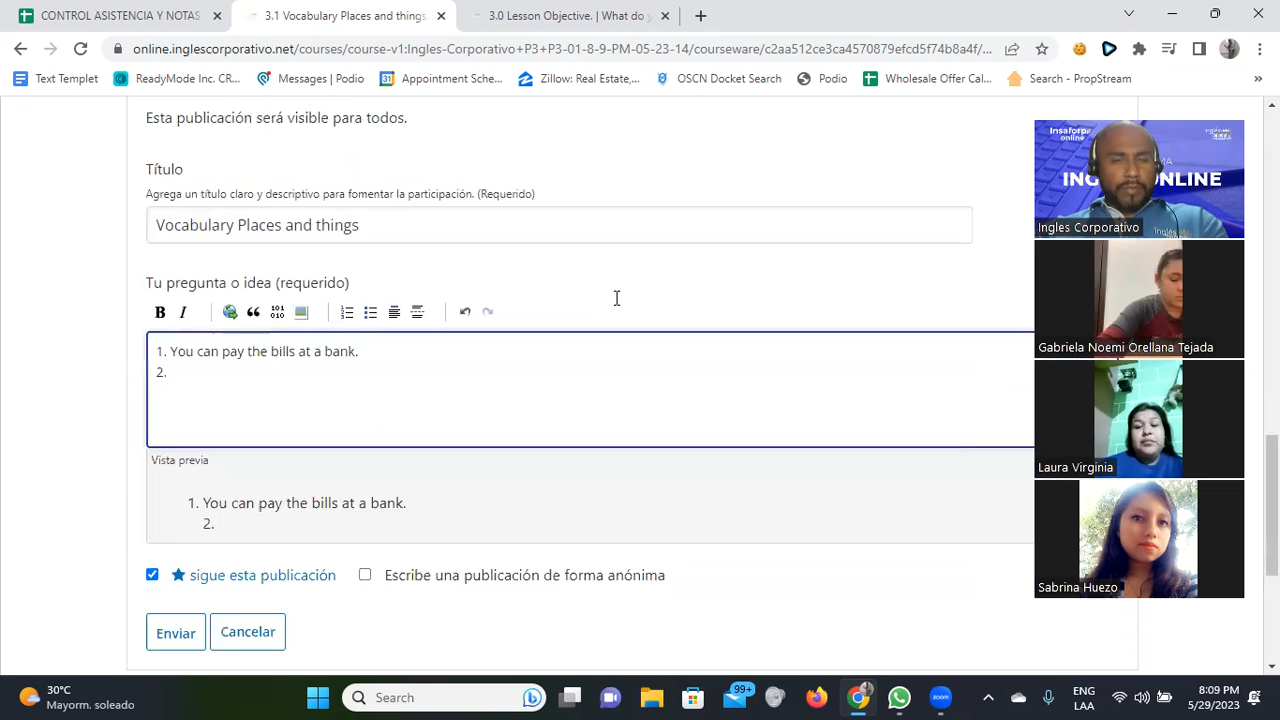 CONTROL ASISTENCIA Y NOTAS
3.1 Vocabulary Places and things.
3.0 Lesson Objective. | What do y
online.inglescorporativo.net/courses/course-v1:Ingles-Corporativo+P3+P3-01-8-9-PM-05-23-14/courseware/c2aa512ce3ca4570879efcd5f74b8a4f/...
Text Templet
ReadyMode Inc. CR...
Messages | Podio
Appointment Sche...
Zillow: Real Estate,...
OSCN Docket Search
Podio
Wholesale Offer Cal...
Search - PropStream
Esta publicación será visible para todos.
Título
Agrega un título claro y descriptivo para fomentar la participación. (Requerido)
Vocabulary Places and things
Tu pregunta o idea (requerido)
1. You can pay the bills at a bank.
2.
Vista previa
1. You can pay the bills at a bank.
2.
sigue esta publicación
Escribe una publicación de forma anónima
Enviar
Cancelar
Ingles Corporativo
Gabriela Noemi Orellana Tejada
Laura Virginia
Sabrina Huezo
30°C
Mayorm. soleado
Search
99+
ENG
LAA
8:09 PM
5/29/2023